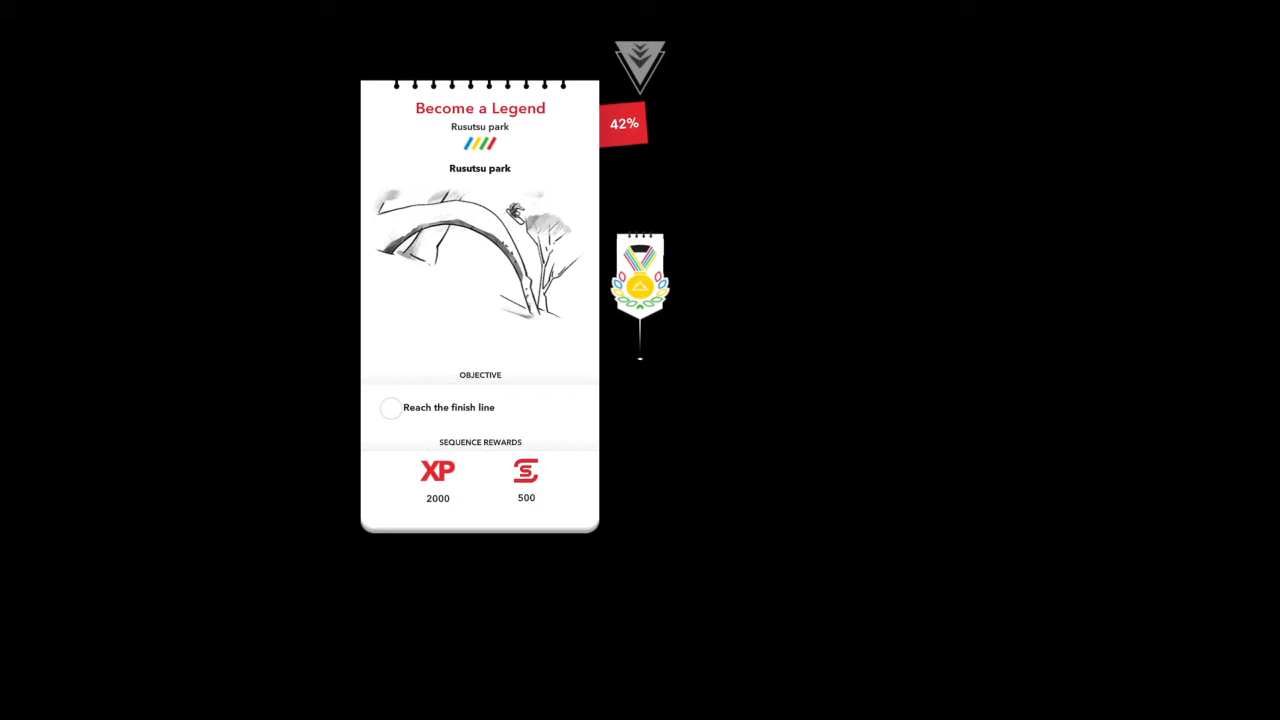 Become a Legend
Rusutsu park
42%
Rusutsu park
OBJECTIVE
Reach the finish line
SEQUENCE REWARDS
XP S
2000 500